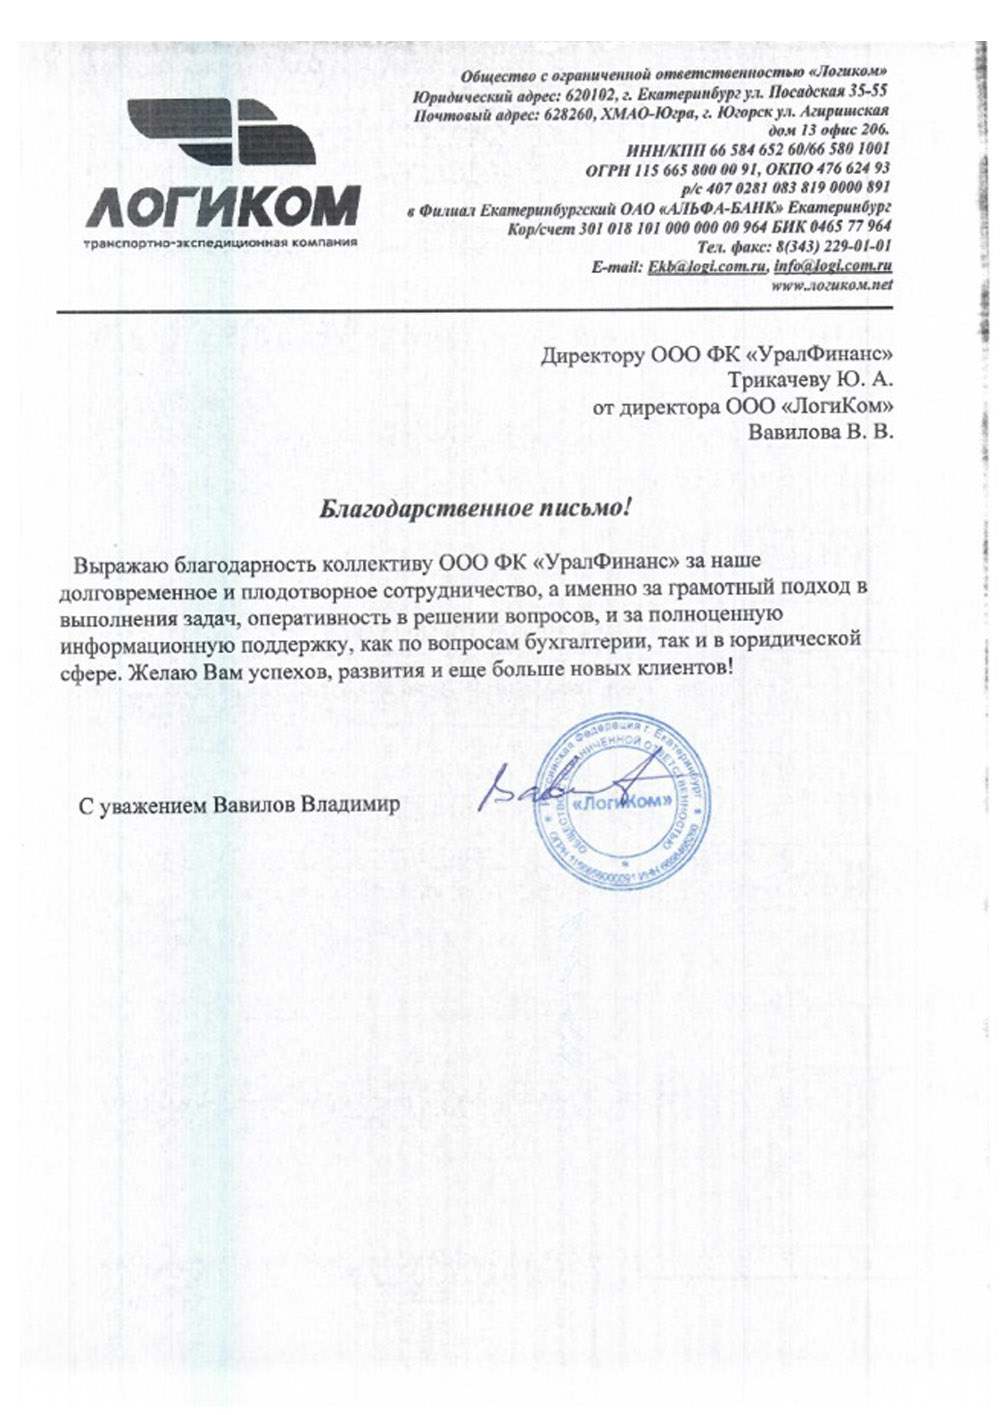 ЛОГИКОМ
транспортно-экспедиционная компания
Общество с ограниченной ответственностью «Логиком»
Юридический адрес: 620102, г. Екатеринбург ул. Посадская 35-55
Почтовый адрес: 628260, ХМАО-Югра, г. Югорск ул. Агиришская
дом 13 офис 206.
ИНН/КПП 66 584 652 60/66 580 1001
ОГРН 115 665 800 00 91, ОКПО 476 624 93
р/с 407 0281 083 819 0000 891
в Филиал Екатеринбургский ОАО «АЛЬФА-БАНК» Екатеринбург
Кор/счет 301 018 101 000 000 00 964 БИК 0465 77 964
Тел. факс: 8(343) 229-01-01
E-mail: Ekb@logi.com.ru, info@logi.com.ru
www.логиком.net
Директору ООО ФК «УралФинанс»
Трикачеву Ю. А.
от директора ООО «ЛогиКом»
Вавилова В. В.
Благодарственное письмо!
Выражаю благодарность коллективу ООО ФК «УралФинанс» за наше
долговременное и плодотворное сотрудничество, а именно за грамотный подход в
выполнения задач, оперативность в решении вопросов, и за полноценную
информационную поддержку, как по вопросам бухгалтерии, так и в юридической
сфере. Желаю Вам успехов, развития и еще больше новых клиентов!
С уважением Вавилов Владимир
Российская Федерация г. Екатеринбург
ОБЩЕСТВО С ОГРАНИЧЕННОЙ ОТВЕТСТВЕННОСТЬЮ
«ЛогиКом»